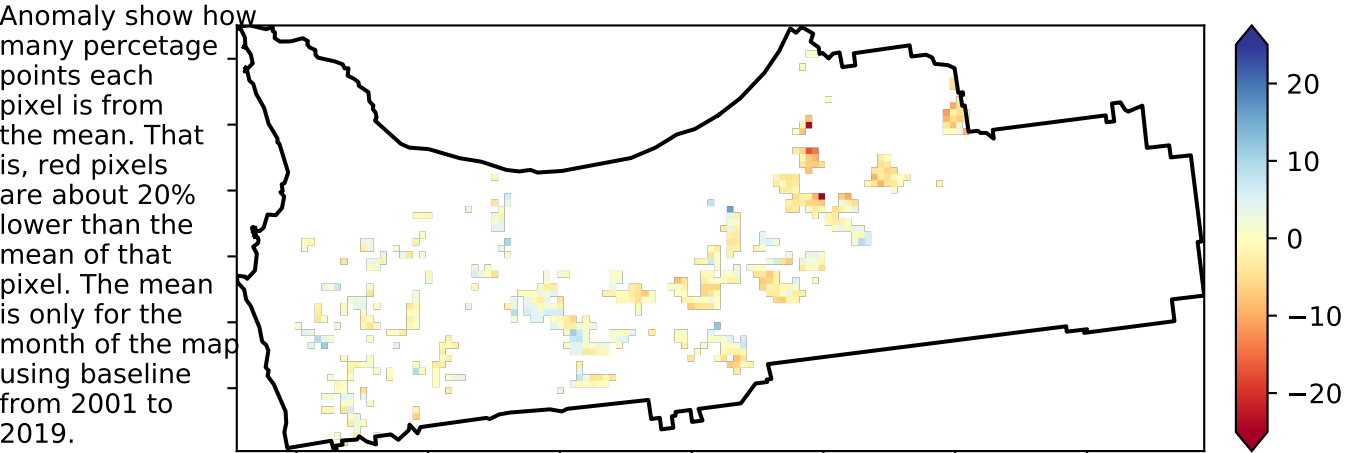 Anomaly show how
many percetage
points each
pixel is from
the mean. That
is, red pixels
are about 20%
lower than the
mean of that
pixel. The mean
is only for the
month of the map
using baseline
from 2001 to
2019.
20
10
0
−10
−20